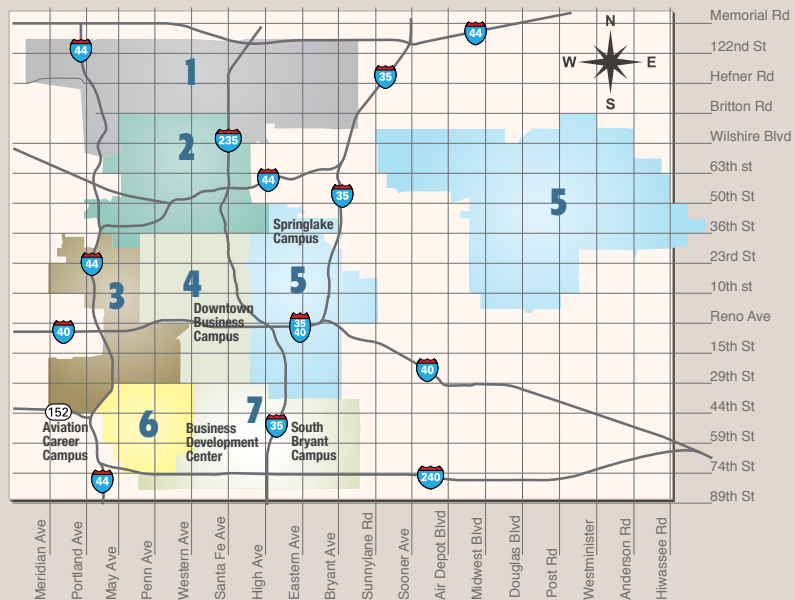 Memorial Rd
122nd St
Hefner Rd
Britton Rd
Wilshire Blvd
63th st
50th St
36th St
23rd St
10th st
Reno Ave
15th St
29th St
44th St
59th St
74th St
89th St
N
W E
S
44
44
35
1
235
2
44
35
5
Springlake
Campus
44
3
4
5
Downtown
Business
Campus
40
35
40
40
152
Aviation
Career
Campus
6
Business
Development
Center
7
35
South
Bryant
Campus
44
240
Meridian Ave
Portland Ave
May Ave
Penn Ave
Western Ave
Santa Fe Ave
High Ave
Eastern Ave
Bryant Ave
Sunnylane Rd
Sooner Ave
Air Depot Blvd
Midwest Blvd
Douglas Blvd
Post Rd
Westminister
Anderson Rd
Hiwassee Rd